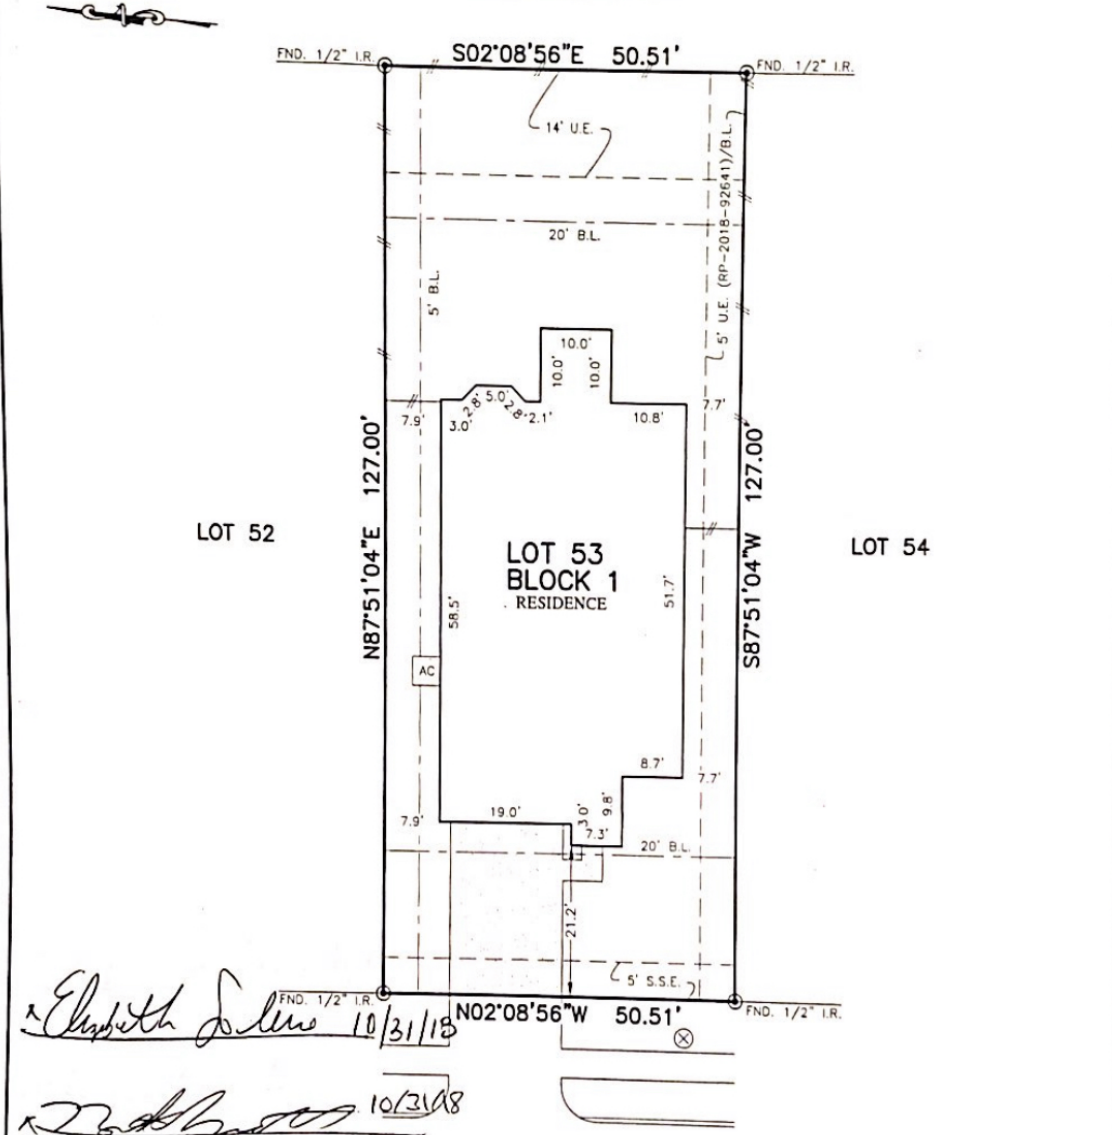 S02°08'56"E 50.51'
FND. 1/2" I.R.
FND. 1/2" I.R.
14' U.E.
20' B.L.
5' B.L.
5' U.E. (RP-2018-92641)/B.L.
10.0'
10.0'
10.0'
5.0'
2.8'
2.8'
3.0'
2.1'
10.8'
7.9'
7.7'
N87°51'04"E 127.00'
S87°51'04"W 127.00'
LOT 52
LOT 53
BLOCK 1
RESIDENCE
LOT 54
58.5'
51.7'
AC
8.7'
7.7'
9.8'
3.0'
7.3'
19.0'
7.9'
20' B.L.
21.2'
5' S.S.E.
FND. 1/2" I.R.
N02°08'56"W 50.51'
FND. 1/2" I.R.
Elizabeth 10/31/18
10/31/18